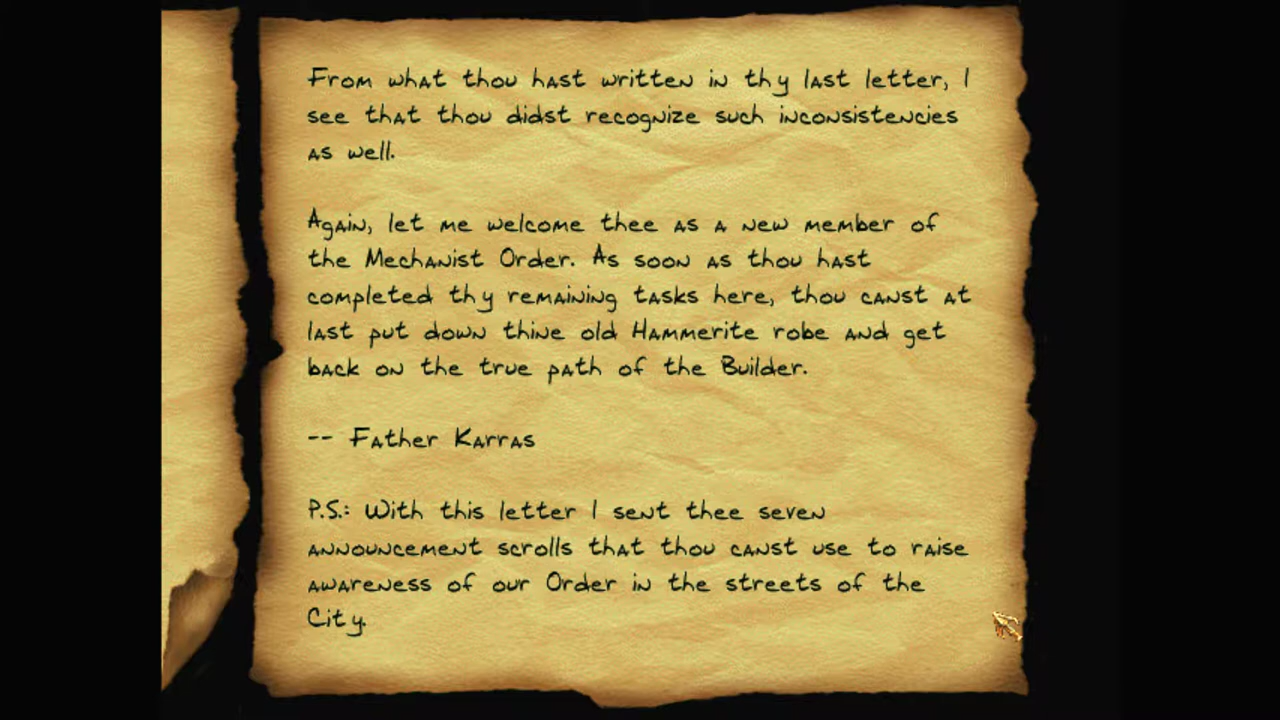 From what thou hast written in thy last letter, I
see that thou didst recognize such inconsistencies
as well.
Again, let me welcome thee as a new member of
the Mechanist Order. As soon as thou hast
completed thy remaining tasks here, thou canst at
last put down thine old Hammerite robe and get
back on the true path of the Builder.
-- Father Karras
P.S.: With this letter I sent thee seven
announcement scrolls that thou canst use to raise
awareness of our Order in the streets of the
City.